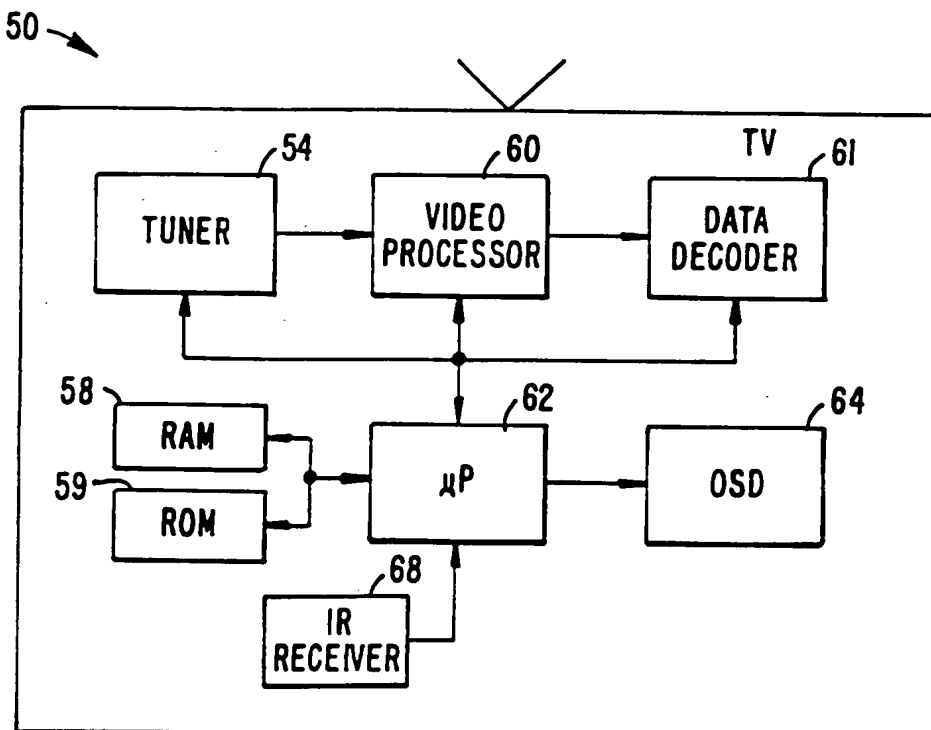 50
TV
54
TUNER
60
VIDEO
PROCESSOR
61
DATA
DECODER
58
RAM
59
ROM
62
μP
64
OSD
68
IR
RECEIVER